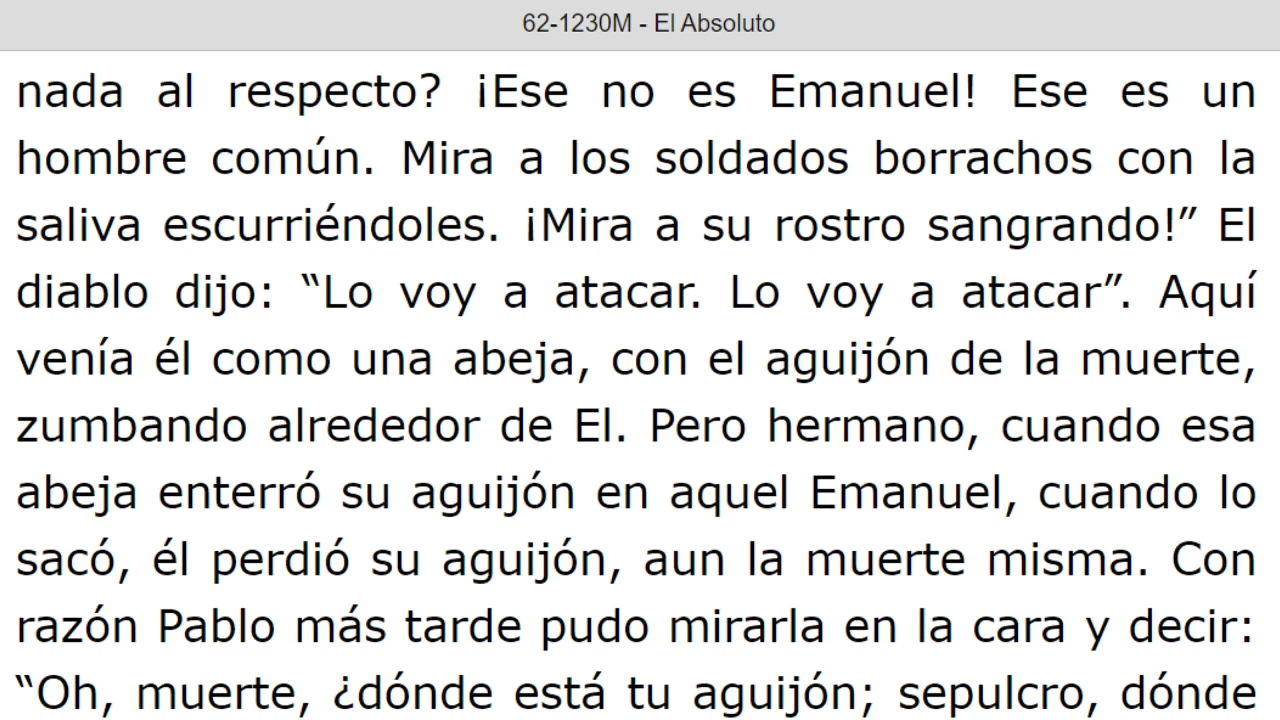 62-1230M - El Absoluto
nada al respecto? ¡Ese no es Emanuel! Ese es un
hombre común. Mira a los soldados borrachos con la
saliva escurriéndoles. ¡Mira a su rostro sangrando!” El
diablo dijo: “Lo voy a atacar. Lo voy a atacar”. Aquí
venía él como una abeja, con el aguijón de la muerte,
zumbando alrededor de El. Pero hermano, cuando esa
abeja enterró su aguijón en aquel Emanuel, cuando lo
sacó, él perdió su aguijón, aun la muerte misma. Con
razón Pablo más tarde pudo mirarla en la cara y decir:
“Oh, muerte, ¿dónde está tu aguijón; sepulcro, dónde